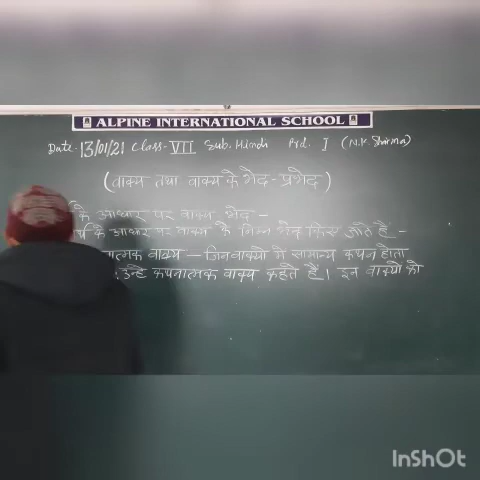 ALPINE INTERNATIONAL SCHOOL
Date-13/01/21 Class-VII Sub. Hindi Prd. I (N.K. Sharma)
(वाक्य तथा वाक्य के भेद-प्रभेद)
के आधार पर वाक्य भेद -
के आधार पर वाक्य के निम्न भेद किए जाते हैं -
वाक्य - जिन वाक्यों में सामान्य कथन होता
उन्हें कथनात्मक वाक्य कहते हैं। इन वाक्यों को
InShOt